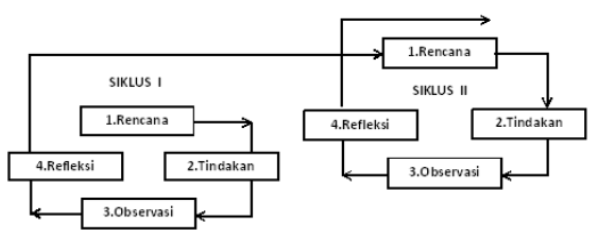 SIKLUS I
1.Rencana
2.Tindakan
3.Observasi
4.Refleksi
SIKLUS II
1.Rencana
2.Tindakan
3.Observasi
4.Refleksi